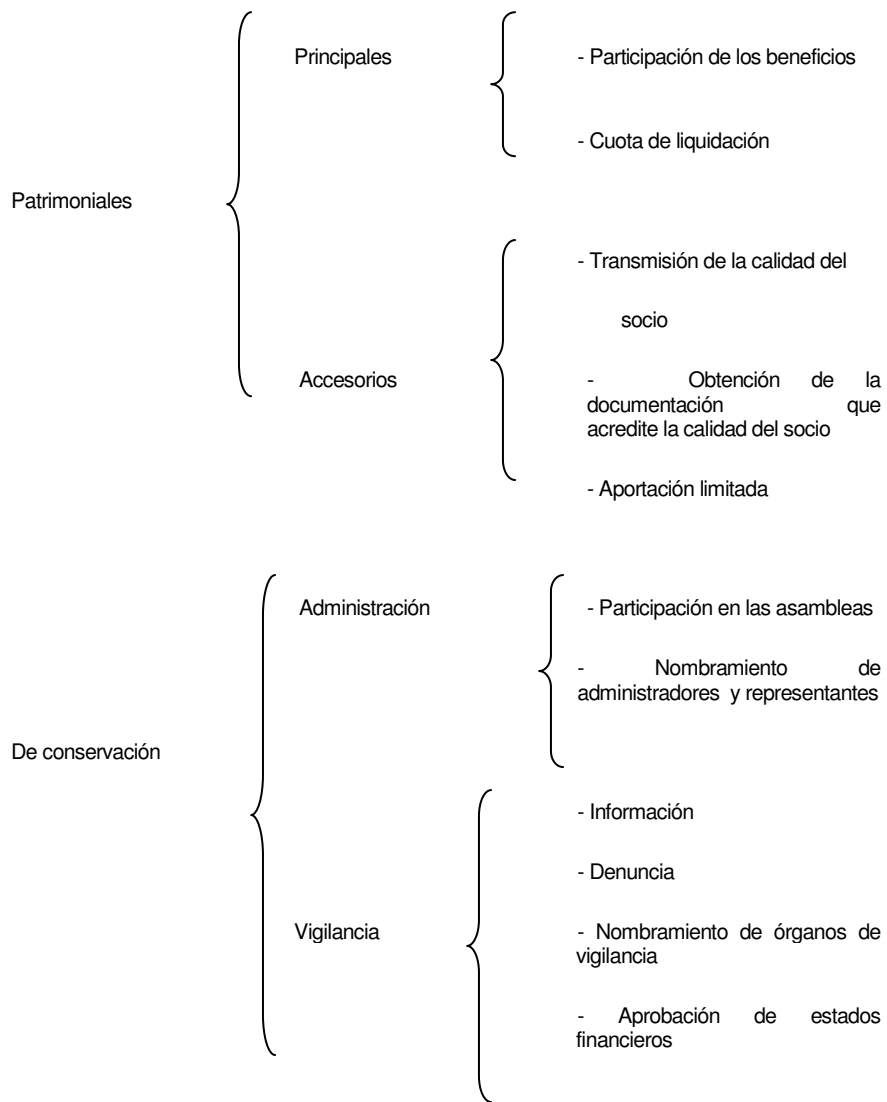 Principales
- Participación de los beneficios
- Cuota de liquidación
Patrimoniales
- Transmisión de la calidad del
socio
Accesorios
- Obtención de la
documentación que
acredite la calidad del socio
- Aportación limitada
Administración
- Participación en las asambleas
- Nombramiento de
administradores y representantes
De conservación
- Información
- Denuncia
Vigilancia
- Nombramiento de órganos de
vigilancia
- Aprobación de estados
financieros